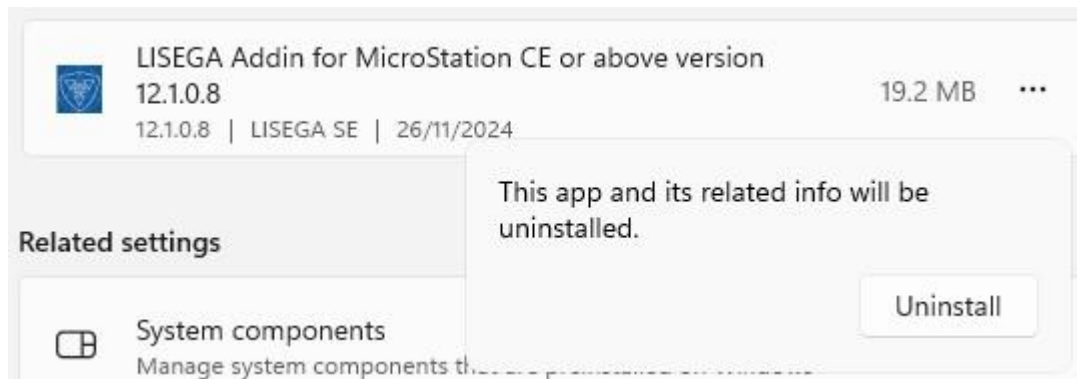 LISEGA Addin for MicroStation CE or above version
12.1.0.8
19.2 MB
12.1.0.8 | LISEGA SE | 26/11/2024
This app and its related info will be
uninstalled.
Uninstall
Related settings
System components
Manage system components